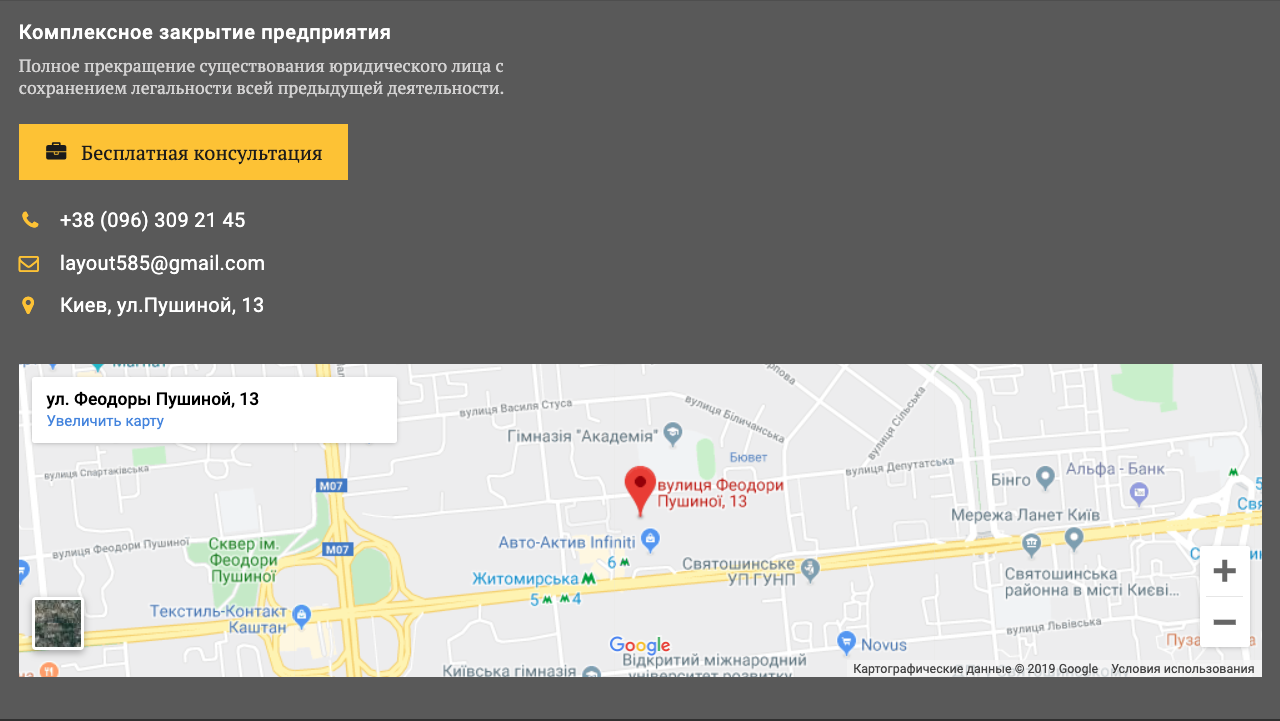 Комплексное закрытие предприятия
Полное прекращение существования юридического лица с
сохранением легальности всей предыдущей деятельности.
Бесплатная консультация
+38 (096) 309 21 45
layout585@gmail.com
Киев, ул.Пушиной, 13
ул. Феодоры Пушиной, 13
Увеличить карту
вулиця Василя Стуса
вулиця Біличанська
вулиця Сільська
Гімназія "Академія"
Бювет
вулиця Депутатська
вулиця Спартаківська
Альфа - Банк
Бінго
M07
вулиця Феодори
Пушиної, 13
Мережа Ланет Київ
вулиця Феодори Пушиної
Сквер ім.
Феодори
Пушиної
M07
Авто-Актив Infiniti
6
Святошинське
УП ГУНП
Житомирська
5
4
Святошинська
районна в місті Києві...
Текстиль-Контакт
Каштан
вулиця Львівська
Google
Novus
Відкритий міжнародний
університет розвитку
Київська гімназія
Картографические данные © 2019 Google
Условия использования